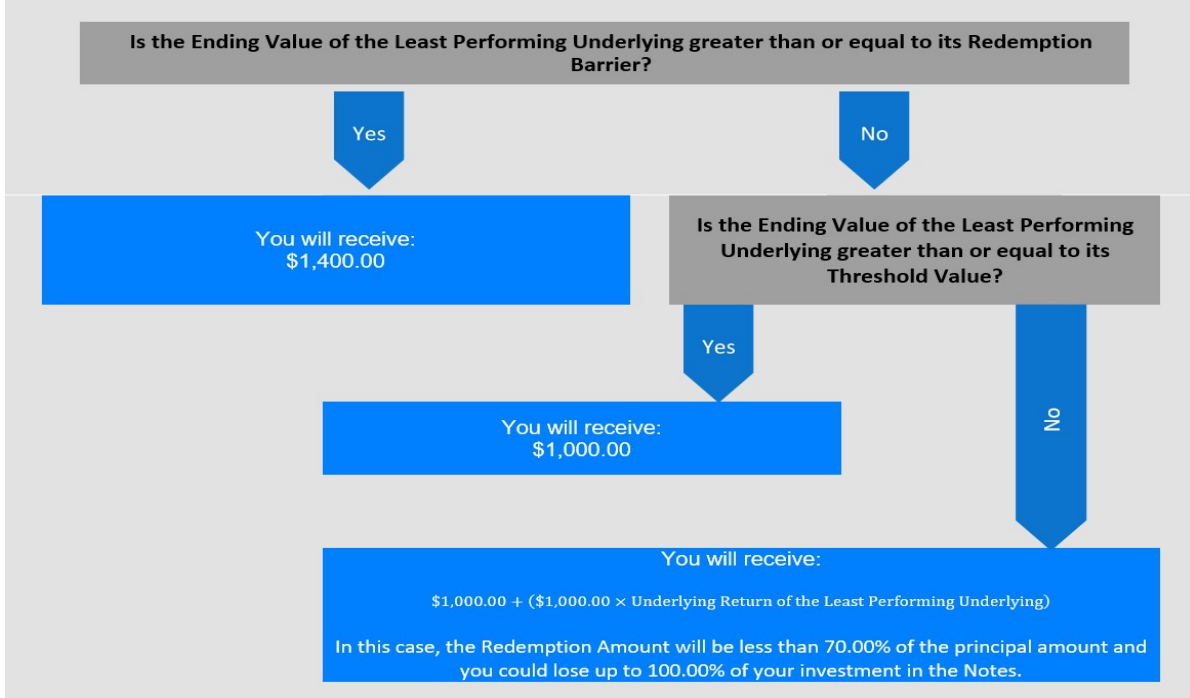 Is the Ending Value of the Least Performing Underlying greater than or equal to its Redemption
Barrier?
Yes
No
You will receive:
$1,400.00
Is the Ending Value of the Least Performing
Underlying greater than or equal to its
Threshold Value?
Yes
No
You will receive:
$1,000.00
You will receive:
$1,000.00 + ($1,000.00 × Underlying Return of the Least Performing Underlying)
In this case, the Redemption Amount will be less than 70.00% of the principal amount and
you could lose up to 100.00% of your investment in the Notes.